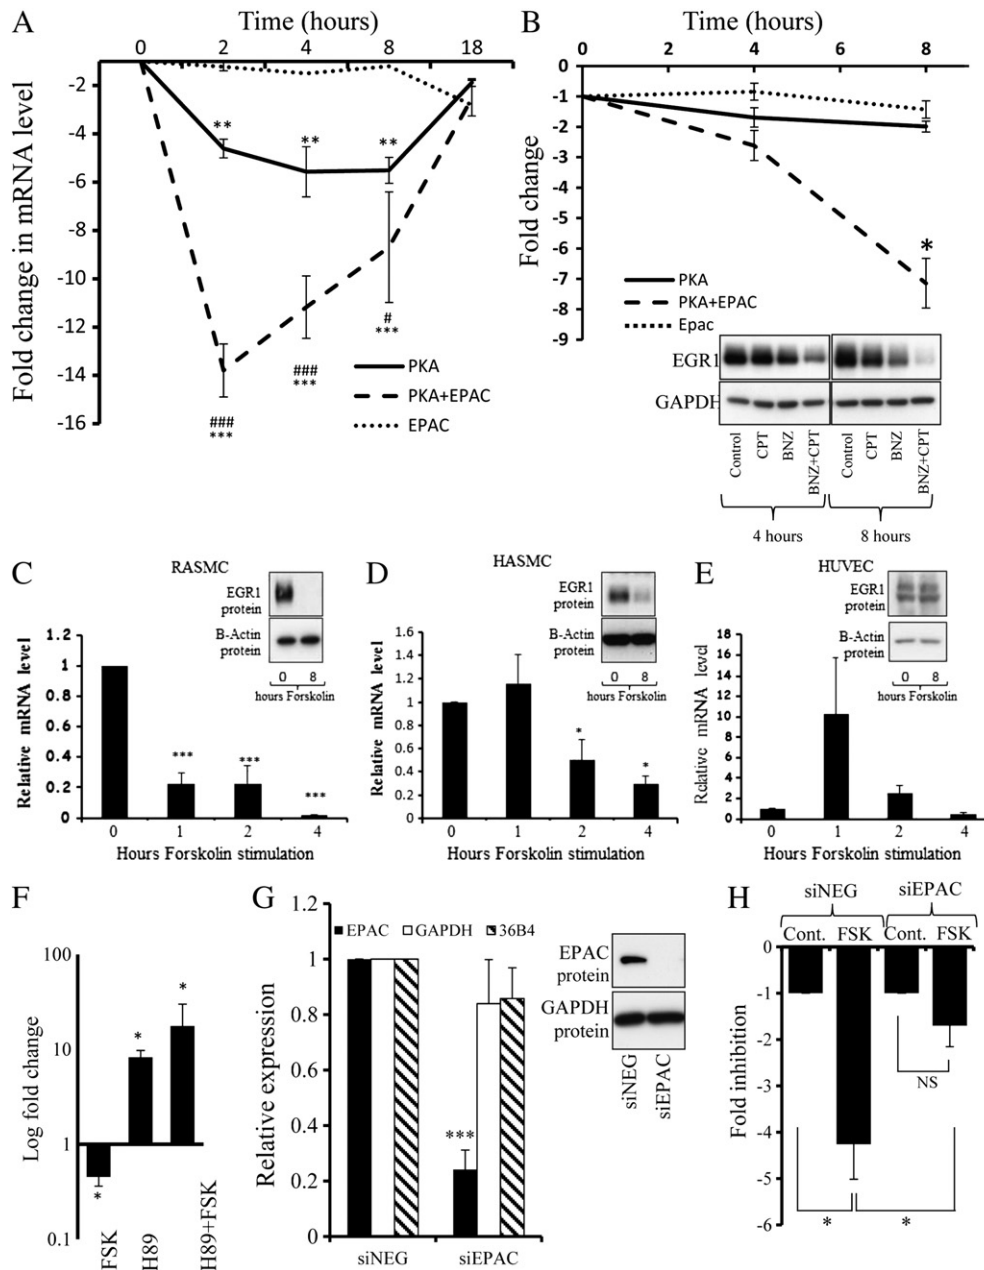 A
Time (hours)
0 2 4 8 18
Fold change in mRNA level
-2
-4
-6
-8
-10
-12
-14
-16
** ** **
###
***
###
***
#
***
PKA
PKA+EPAC
EPAC
B
Time (hours)
0 2 4 6 8
Fold change
0
-1
-2
-3
-4
-5
-6
-7
-8
-9
*
PKA
PKA+EPAC
Epac
EGR1
GAPDH
Control CPT BNZ BNZ+CPT Control CPT BNZ BNZ+CPT
4 hours 8 hours
C
RASMC
EGR1
protein
B-Actin
protein
0 8
hours Forskolin
Relative mRNA level
1.2
1
0.8
0.6
0.4
0.2
0
*** *** ***
0 1 2 4
Hours Forskolin stimulation
D
HASMC
EGR1
protein
B-Actin
protein
0 8
hours Forskolin
Relative mRNA level
1.6
1.4
1.2
1
0.8
0.6
0.4
0.2
0
* *
0 1 2 4
Hours Forskolin stimulation
E
HUVEC
EGR1
protein
B-Actin
protein
0 8
hours Forskolin
Relative mRNA level
18
16
14
12
10
8
6
4
2
0
0 1 2 4
Hours Forskolin stimulation
F
Log fold change
100
10
1
0.1
* * *
FSK H89 H89+FSK
G
Relative expression
1.2
1
0.8
0.6
0.4
0.2
0
EPAC GAPDH 36B4
***
siNEG siEPAC
EPAC
protein
GAPDH
protein
siNEG siEPAC
H
siNEG siEPAC
Cont. FSK Cont. FSK
Fold inhibition
0
-1
-2
-3
-4
-5
-6
NS
* *